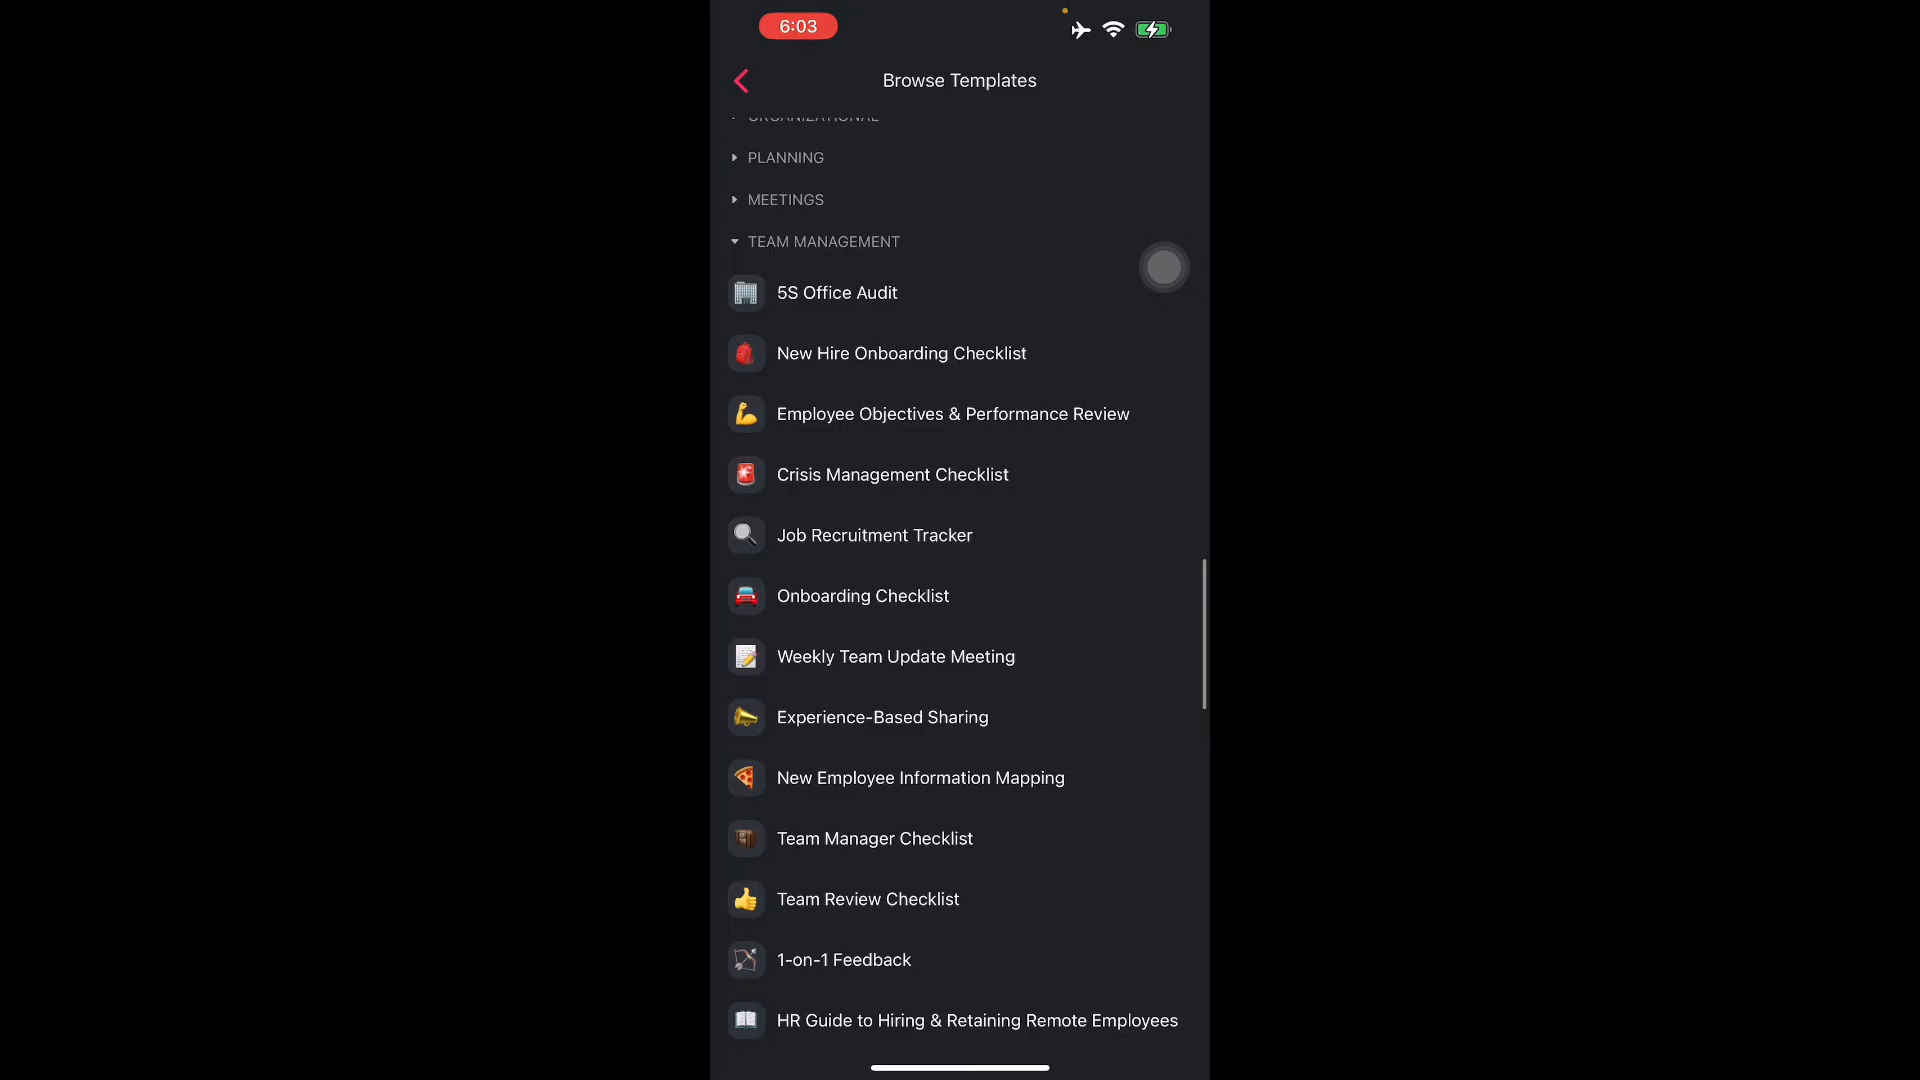 6:03
Browse Templates
ORGANIZATIONAL
PLANNING
MEETINGS
TEAM MANAGEMENT
5S Office Audit
New Hire Onboarding Checklist
Employee Objectives & Performance Review
Crisis Management Checklist
Job Recruitment Tracker
Onboarding Checklist
Weekly Team Update Meeting
Experience-Based Sharing
New Employee Information Mapping
Team Manager Checklist
Team Review Checklist
1-on-1 Feedback
HR Guide to Hiring & Retaining Remote Employees